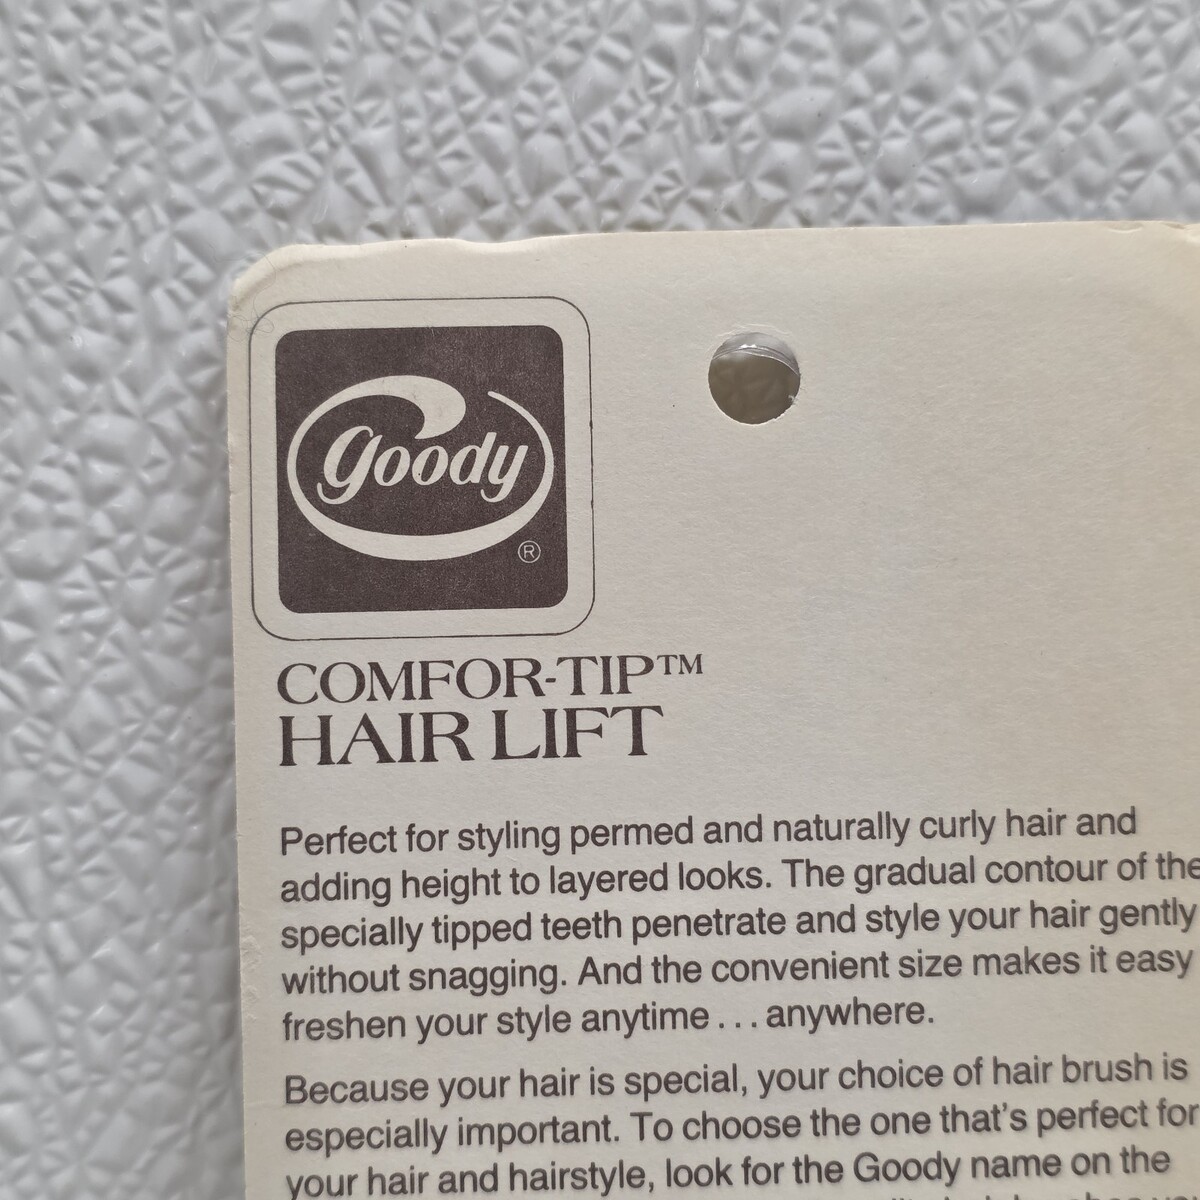 Goody
®
COMFOR-TIP™
HAIR LIFT
Perfect for styling permed and naturally curly hair and
adding height to layered looks. The gradual contour of the
specially tipped teeth penetrate and style your hair gently
without snagging. And the convenient size makes it easy
freshen your style anytime . . . anywhere.
Because your hair is special, your choice of hair brush is
especially important. To choose the one that's perfect for
your hair and hairstyle, look for the Goody name on the